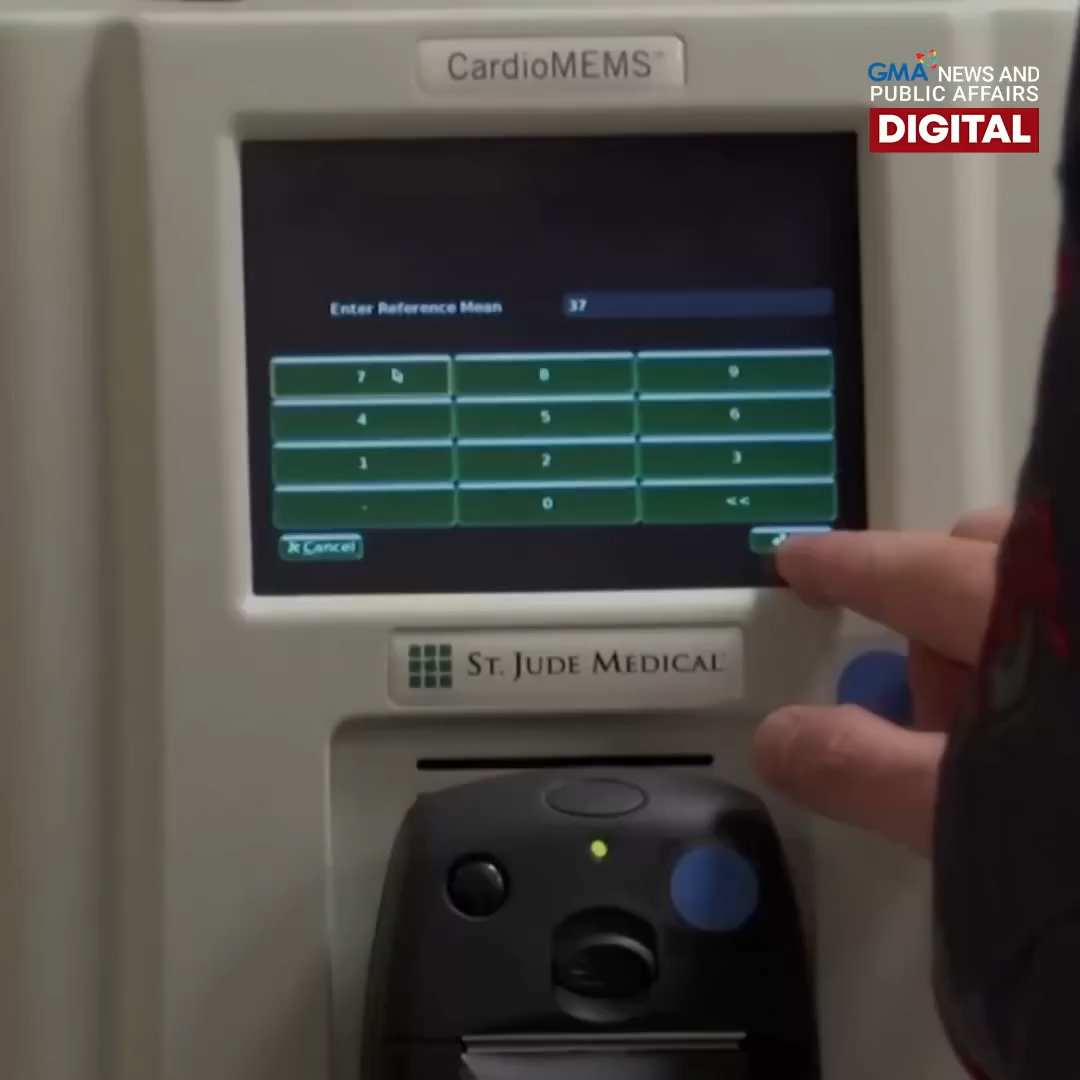 CardioMEMS™
GMA NEWS AND
PUBLIC AFFAIRS
DIGITAL
Enter Reference Mean 37
7 8 9
4 5 6
1 2 3
. 0 <<
Cancel
ST. JUDE MEDICAL